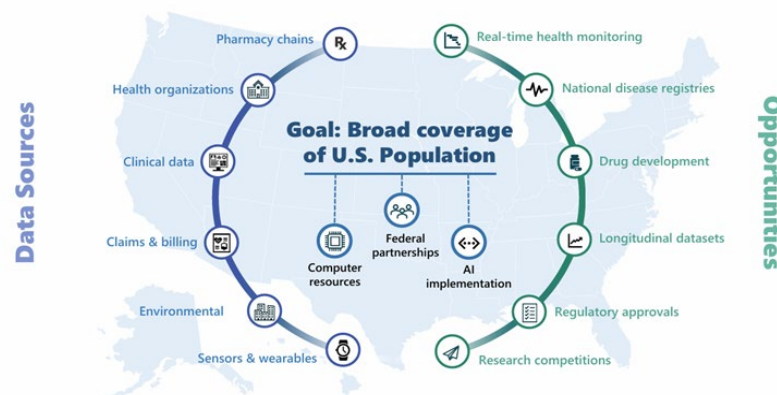 Data Sources
Pharmacy chains
Health organizations
Clinical data
Claims & billing
Environmental
Sensors & wearables
Rx
Goal: Broad coverage
of U.S. Population
Computer
resources
Federal
partnerships
AI
implementation
Real-time health monitoring
National disease registries
Drug development
Longitudinal datasets
Regulatory approvals
Research competitions
Opportunities